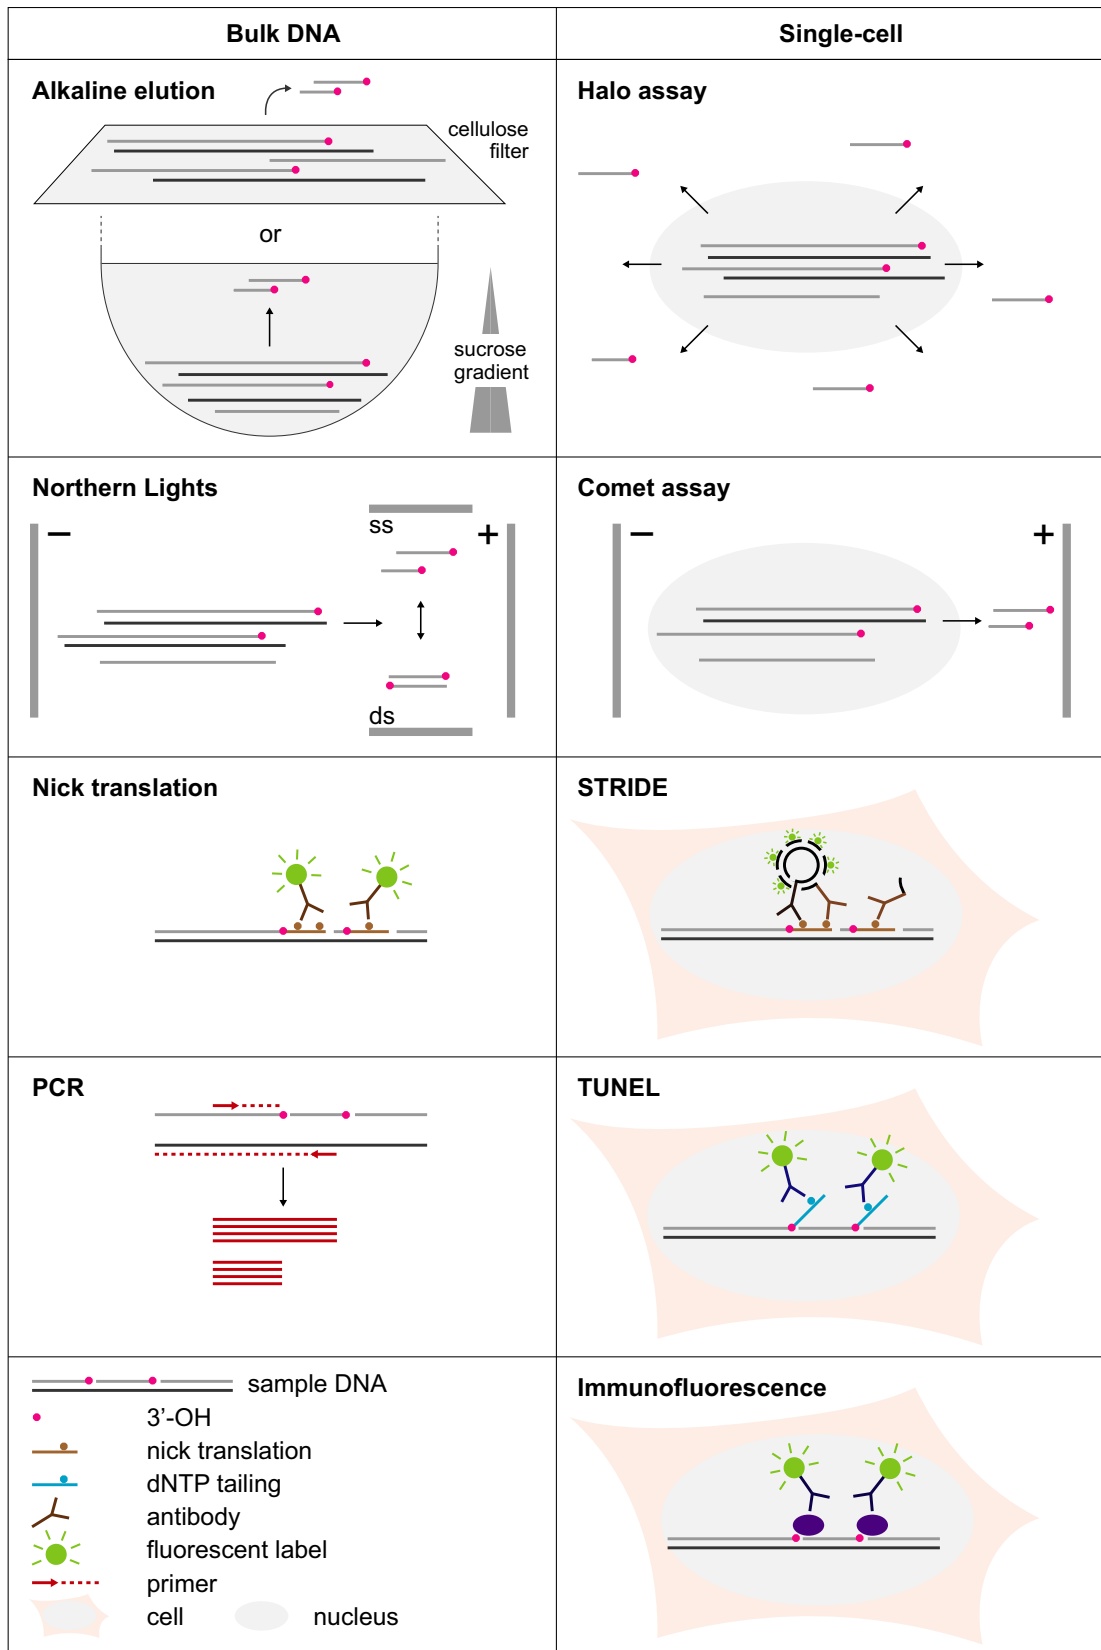 Bulk DNA
Single-cell
Alkaline elution
cellulose
filter
or
sucrose
gradient
Halo assay
Northern Lights
−
ss
+
ds
Comet assay
−
+
Nick translation
STRIDE
PCR
TUNEL
sample DNA
3’-OH
nick translation
dNTP tailing
antibody
fluorescent label
primer
cell
nucleus
Immunofluorescence